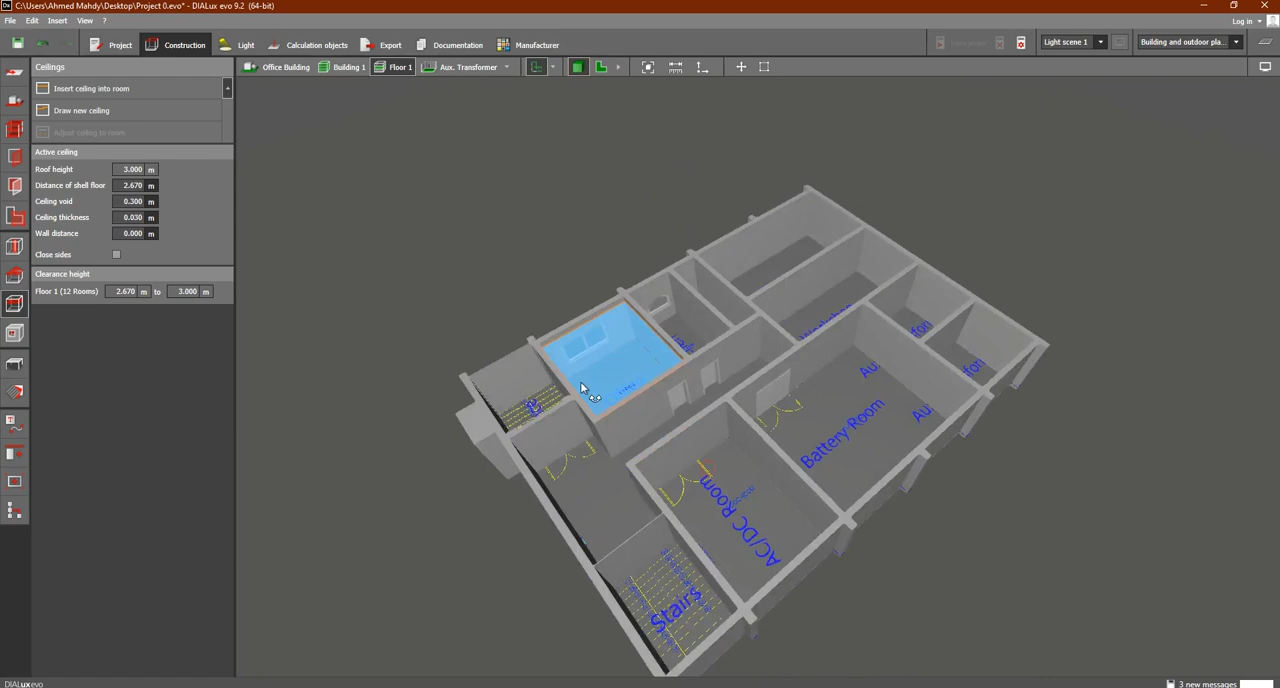 C:\Users\Ahmed Mahdy\Desktop\Project 0.evo* - DIALux evo 9.2 (64-bit)
File Edit Insert View ?
Log in
Project Construction Light Calculation objects Export Documentation Manufacturer
Light scene 1 Building and outdoor pla...
Ceilings
Office Building Building 1 Floor 1 Aux. Transformer
Insert ceiling into room
Draw new ceiling
Adjust ceiling to room
Active ceiling
Roof height 3.000 m
Distance of shell floor 2.670 m
Ceiling void 0.300 m
Ceiling thickness 0.030 m
Wall distance 0.000 m
Close sides
Clearance height
Floor 1 (12 Rooms) 2.670 m to 3.000 m
Workshop
Aux
Aux
Battery Room
AC/DC Room
Stairs
DIALux evo
3 new messages